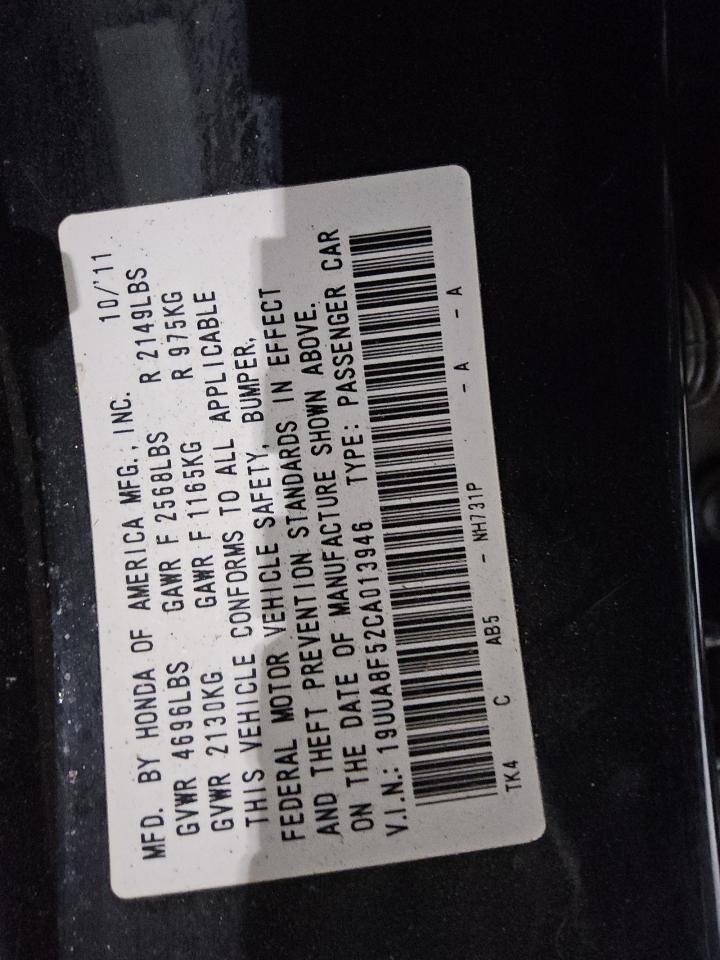 MFD. BY HONDA OF AMERICA MFG., INC. 10/'11
GVWR 4696LBS GAWR F 2568LBS R 2149LBS
GVWR 2130KG GAWR F 1165KG R 975KG
THIS VEHICLE CONFORMS TO ALL APPLICABLE
FEDERAL MOTOR VEHICLE SAFETY, BUMPER,
AND THEFT PREVENTION STANDARDS IN EFFECT
ON THE DATE OF MANUFACTURE SHOWN ABOVE.
V.I.N.: 19UUA8F52CA013946 TYPE: PASSENGER CAR
TK4 C AB5 - NH731P - A - A